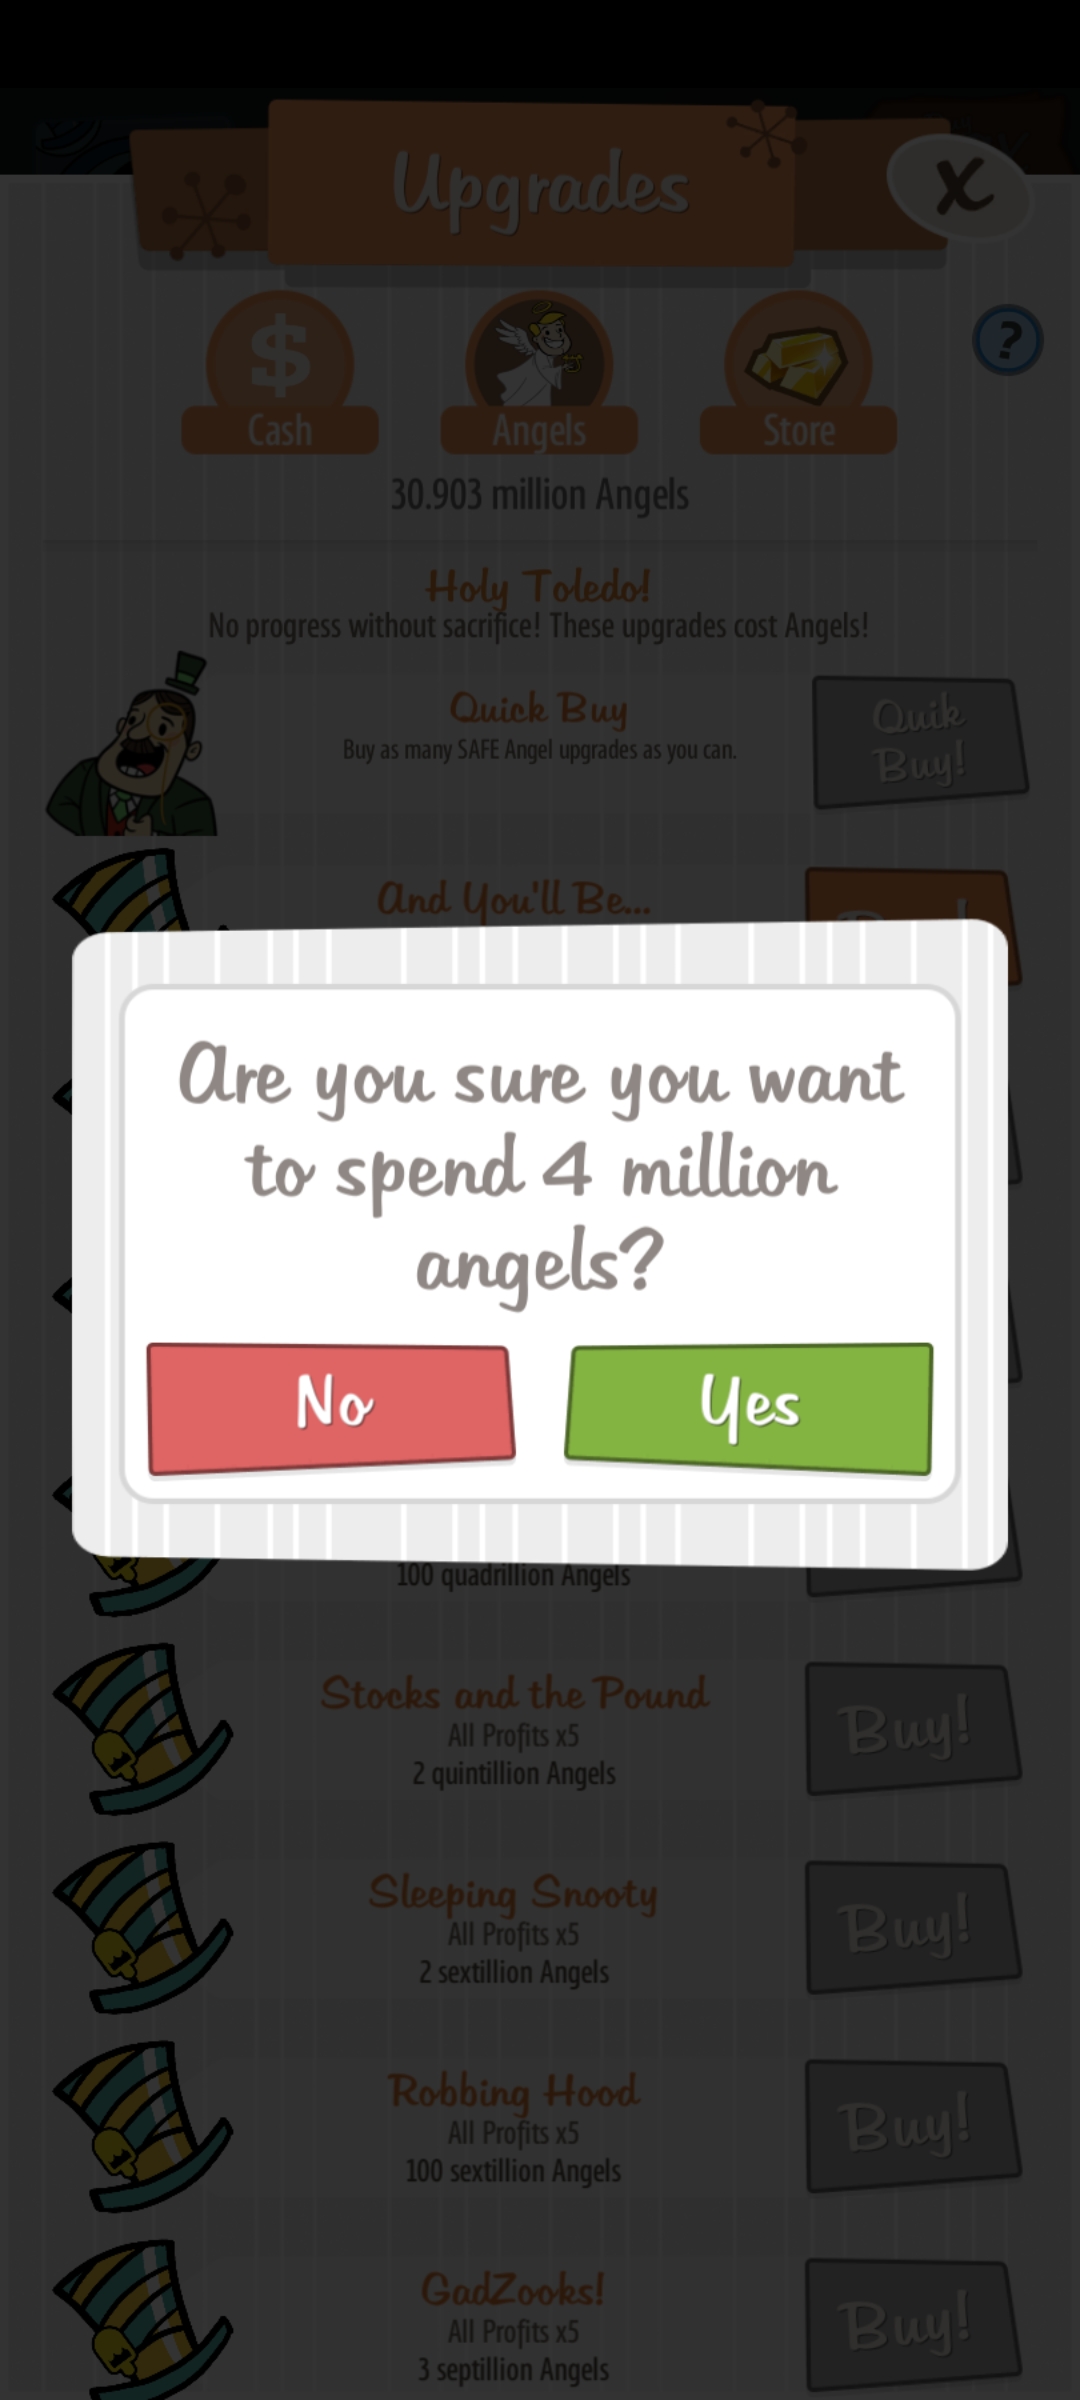 Upgrades
X
$
?
Cash
Angels
Store
30.903 million Angels
Holy Toledo!
No progress without sacrifice! These upgrades cost Angels!
Quick Buy
Buy as many SAFE Angel upgrades as you can.
Quik
Buy!
And You'll Be...
Are you sure you want
to spend 4 million
angels?
No
Yes
100 quadrillion Angels
Stocks and the Pound
All Profits x5
2 quintillion Angels
Buy!
Sleeping Snooty
All Profits x5
2 sextillion Angels
Buy!
Robbing Hood
All Profits x5
100 sextillion Angels
Buy!
GadZooks!
All Profits x5
3 septillion Angels
Buy!